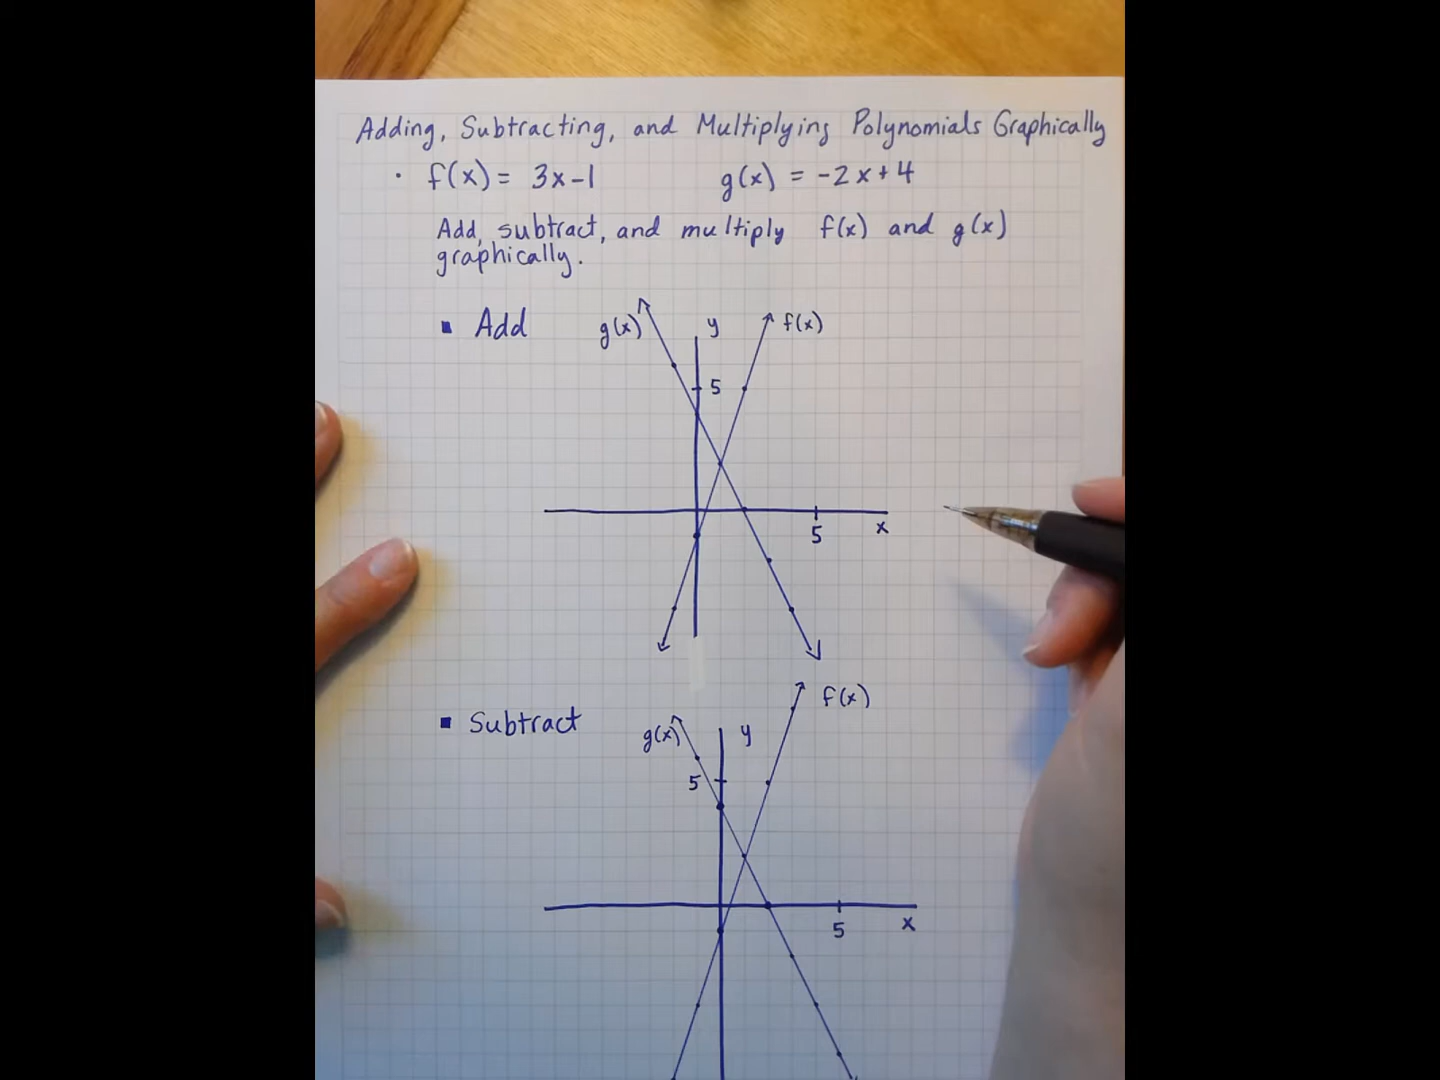 Adding, Subtracting, and Multiplying Polynomials Graphically
• f(x) = 3x-1 g(x) = -2x+4
Add, subtract, and multiply f(x) and g(x)
graphically.
▪ Add
g(x)
y
f(x)
5
5
x
▪ Subtract
f(x)
g(x)
y
5
5
x